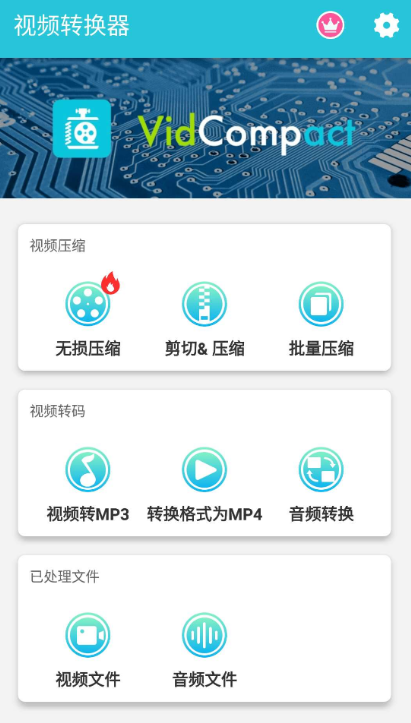 视频转换器
VidCompact
视频压缩
无损压缩 剪切& 压缩 批量压缩
视频转码
视频转MP3 转换格式为MP4 音频转换
已处理文件
视频文件 音频文件